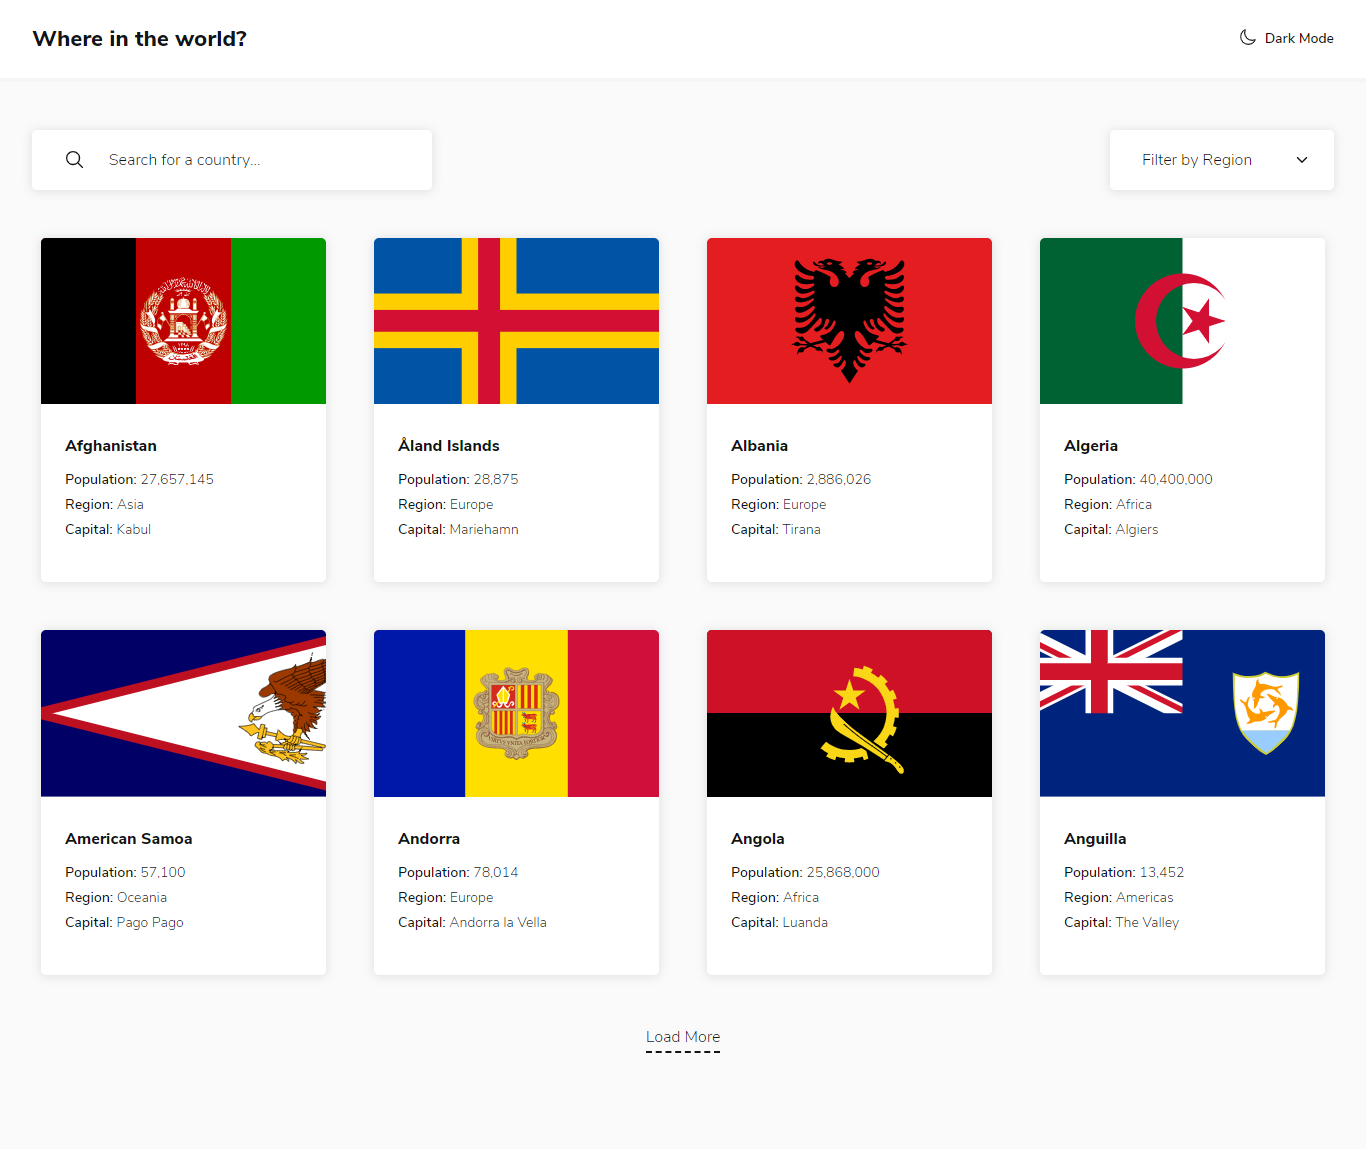 Where in the world?
Dark Mode
Search for a country...
Filter by Region
Afghanistan
Population: 27,657,145
Region: Asia
Capital: Kabul
Åland Islands
Population: 28,875
Region: Europe
Capital: Mariehamn
Albania
Population: 2,886,026
Region: Europe
Capital: Tirana
Algeria
Population: 40,400,000
Region: Africa
Capital: Algiers
American Samoa
Population: 57,100
Region: Oceania
Capital: Pago Pago
Andorra
Population: 78,014
Region: Europe
Capital: Andorra la Vella
Angola
Population: 25,868,000
Region: Africa
Capital: Luanda
Anguilla
Population: 13,452
Region: Americas
Capital: The Valley
Load More